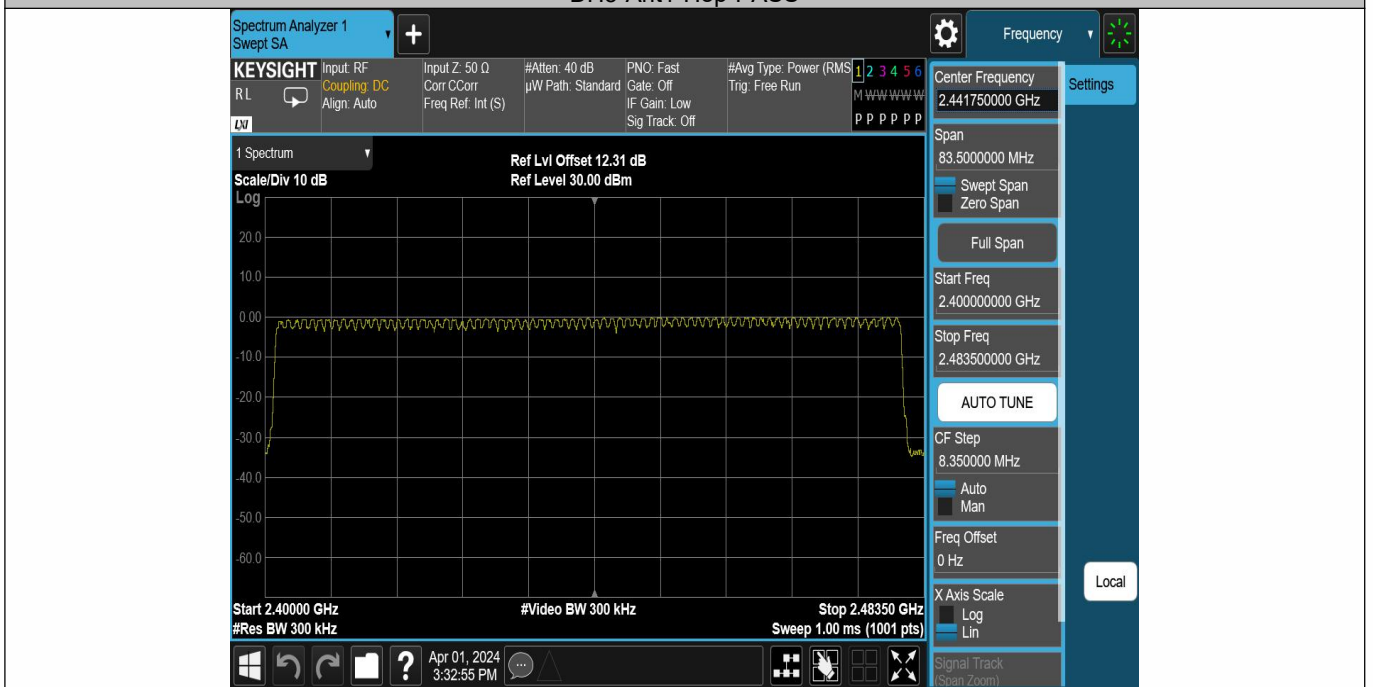 Spectrum Analyzer 1
Swept SA
+
Frequency
KEYSIGHT
RL
LXI
Input: RF
Coupling: DC
Align: Auto
Input Z: 50 Ω
Corr CCorr
Freq Ref: Int (S)
#Atten: 40 dB
µW Path: Standard
PNO: Fast
Gate: Off
IF Gain: Low
Sig Track: Off
#Avg Type: Power (RMS
Trig: Free Run
1 2 3 4 5 6
M W W W W W
P P P P P P
1 Spectrum
Scale/Div 10 dB
Ref Lvl Offset 12.31 dB
Ref Level 30.00 dBm
Log
20.0
10.0
0.00
-10.0
-20.0
-30.0
-40.0
-50.0
-60.0
Start 2.40000 GHz
#Res BW 300 kHz
#Video BW 300 kHz
Stop 2.48350 GHz
Sweep 1.00 ms (1001 pts)
Center Frequency
2.441750000 GHz
Settings
Span
83.5000000 MHz
Swept Span
Zero Span
Full Span
Start Freq
2.400000000 GHz
Stop Freq
2.483500000 GHz
AUTO TUNE
CF Step
8.350000 MHz
Auto
Man
Freq Offset
0 Hz
X Axis Scale
Log
Lin
Local
Signal Track
(Span Zoom)
?
Apr 01, 2024
3:32:55 PM